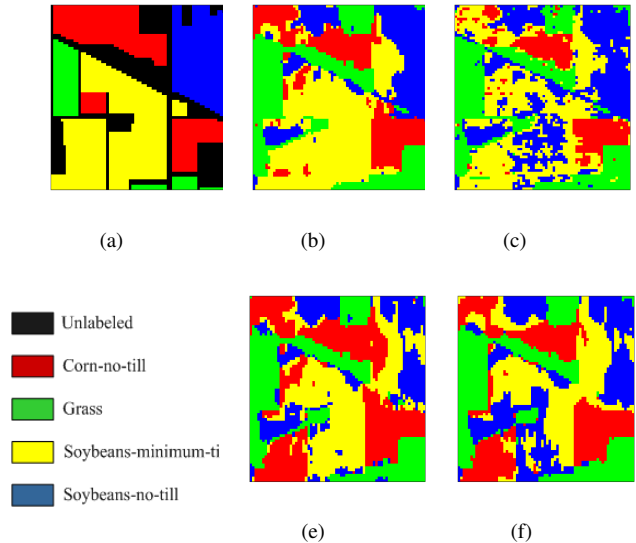 (a)
(b)
(c)
Unlabeled
Corn-no-till
Grass
Soybeans-minimum-ti
Soybeans-no-till
(e)
(f)